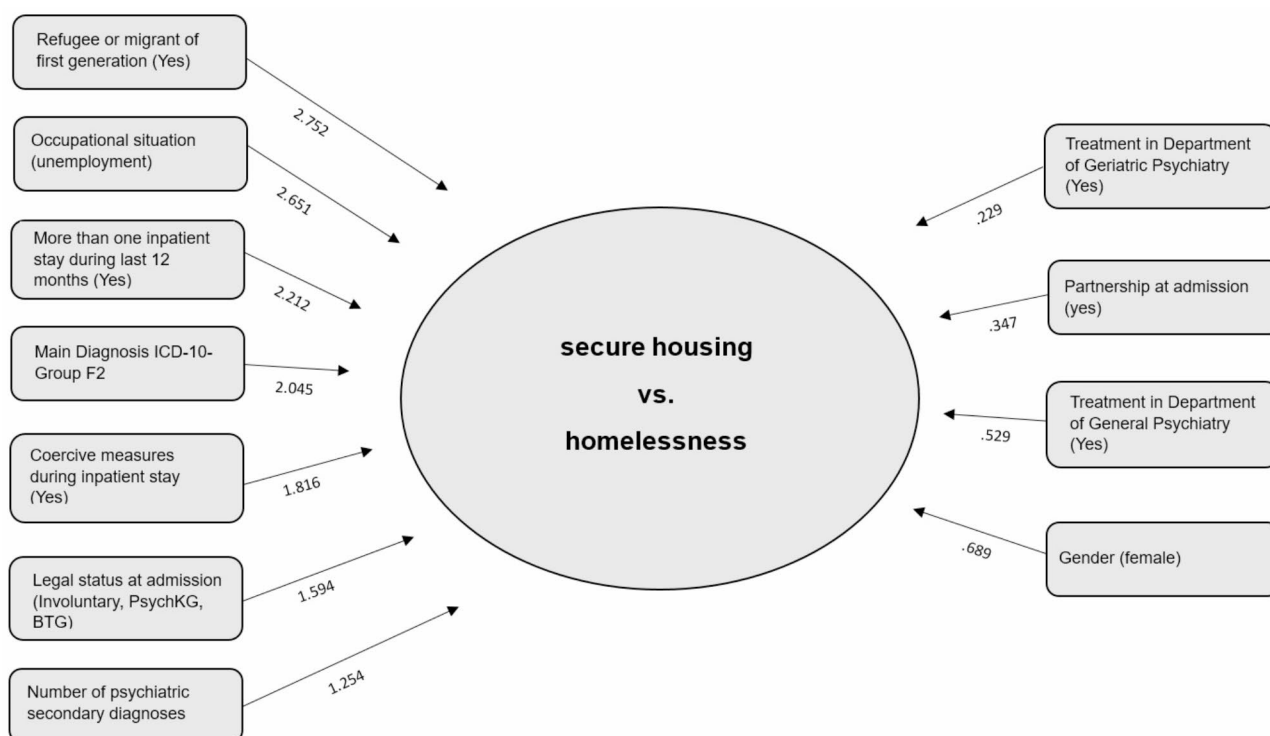 Refugee or migrant of
first generation (Yes)
2.752
Occupational situation
(unemployment)
2.651
More than one inpatient
stay during last 12
months (Yes)
2.212
Main Diagnosis ICD-10-
Group F2
2.045
Coercive measures
during inpatient stay
(Yes)
1.816
Legal status at admission
(Involuntary, PsychKG,
BTG)
1.594
Number of psychiatric
secondary diagnoses
1.254
secure housing
vs.
homelessness
Treatment in Department
of Geriatric Psychiatry
(Yes)
.229
Partnership at admission
(yes)
.347
Treatment in Department
of General Psychiatry
(Yes)
.529
Gender (female)
.689